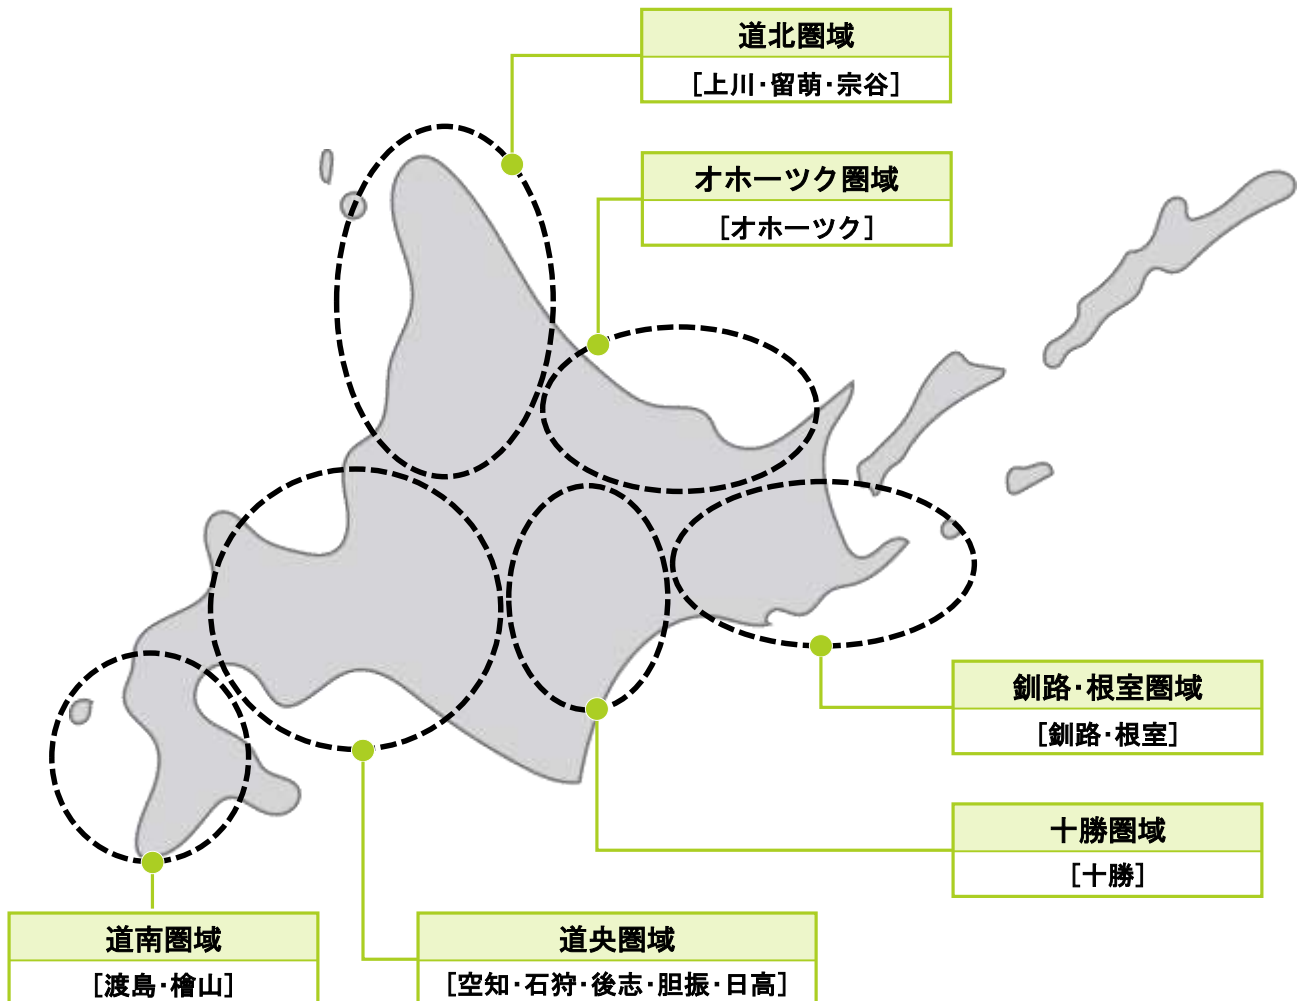 道北圏域
[上川・留萌・宗谷]
オホーツク圏域
[オホーツク]
釧路・根室圏域
[釧路・根室]
十勝圏域
[十勝]
道南圏域
[渡島・檜山]
道央圏域
[空知・石狩・後志・胆振・日高]